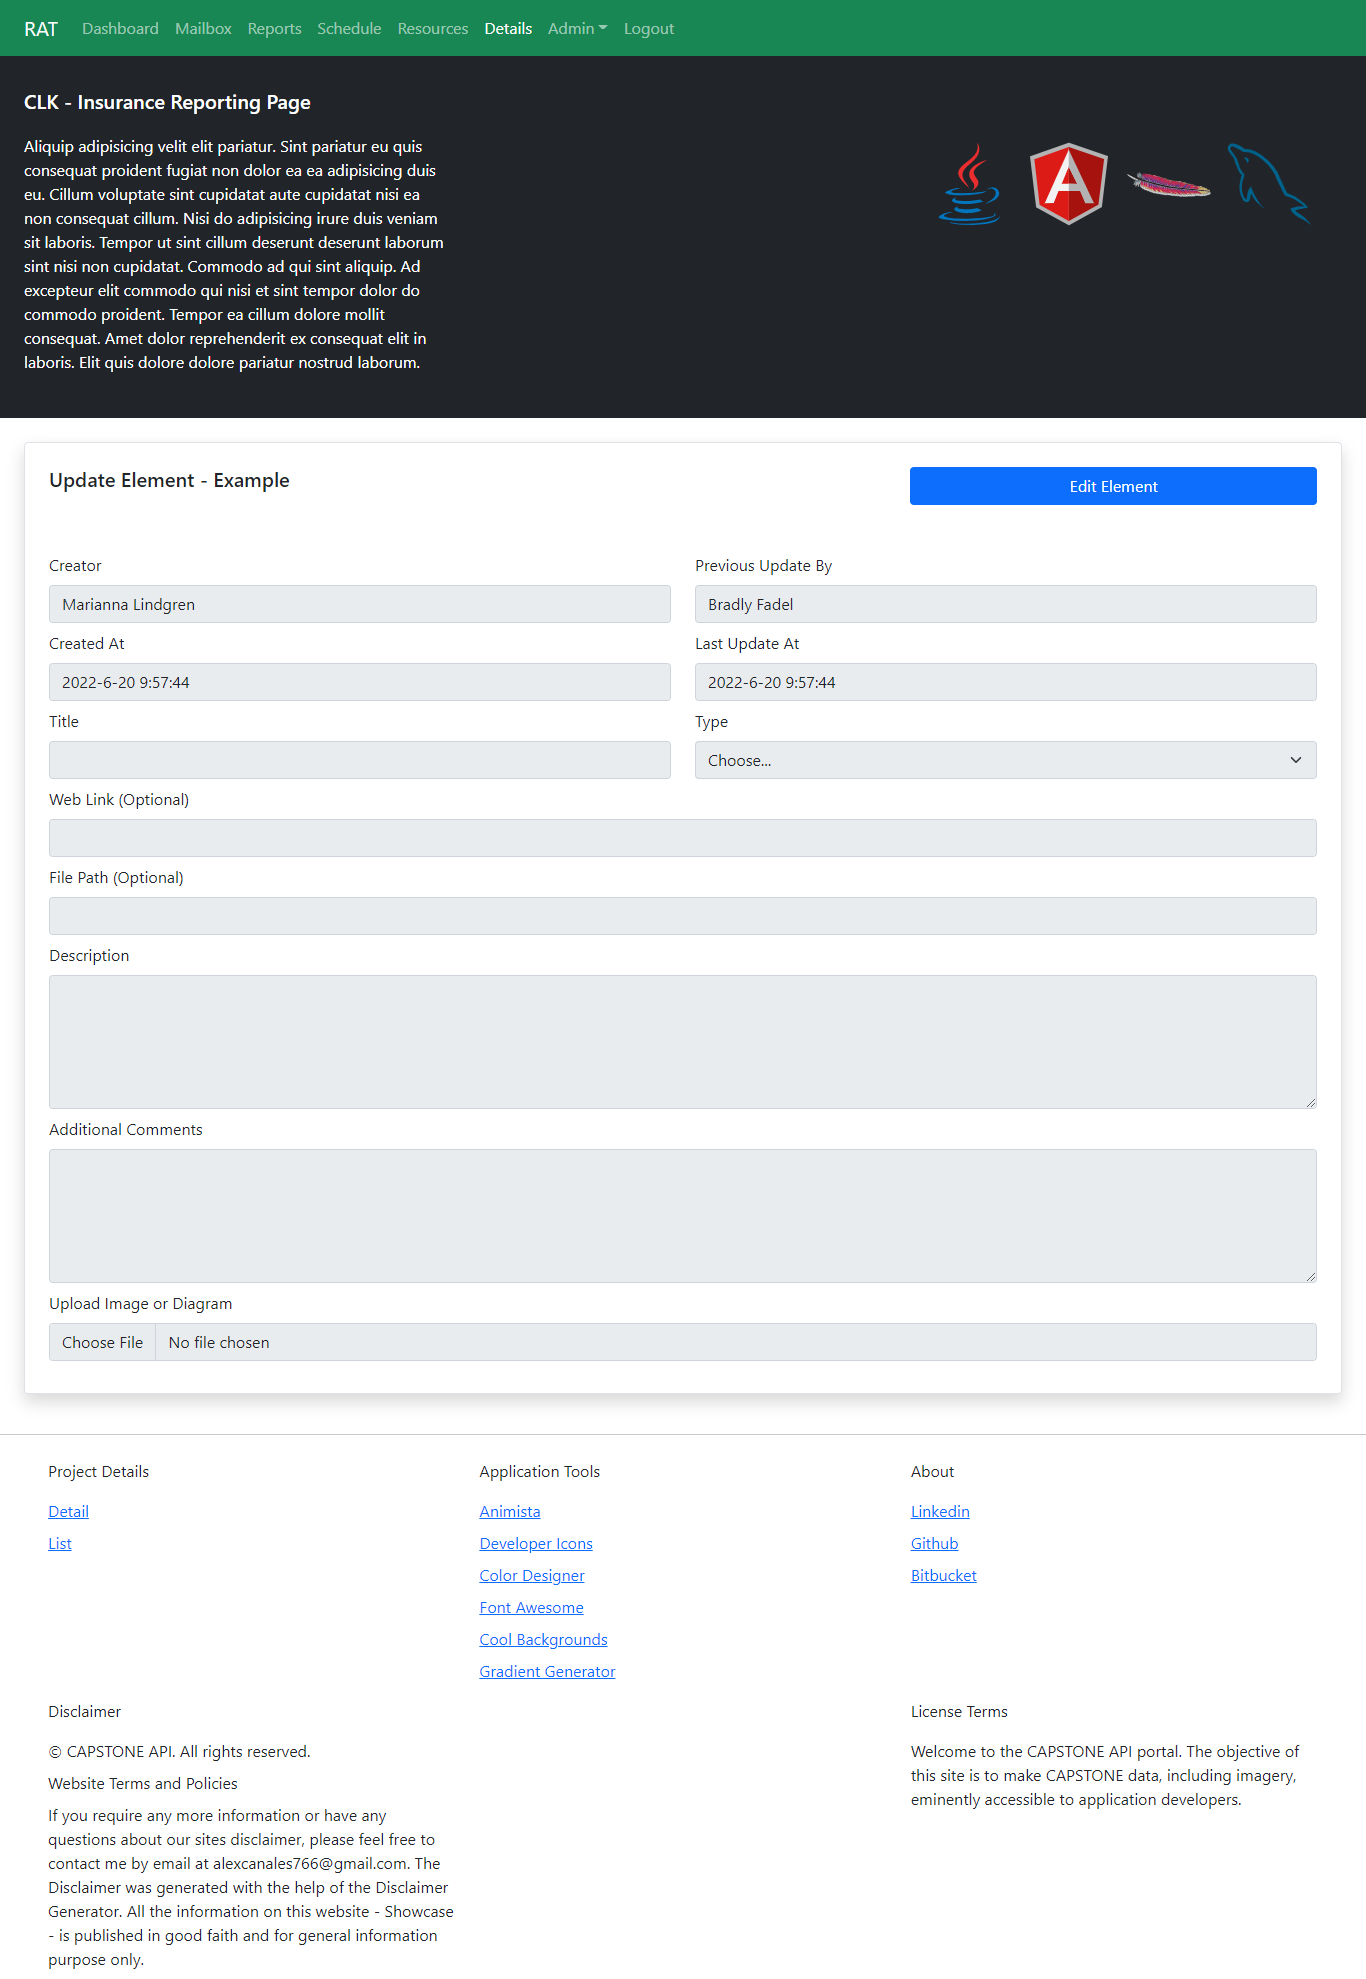 RAT Dashboard Mailbox Reports Schedule Resources Details Admin Logout
CLK - Insurance Reporting Page
Aliquip adipisicing velit elit pariatur. Sint pariatur eu quis
consequat proident fugiat non dolor ea ea adipisicing duis
eu. Cillum voluptate sint cupidatat aute cupidatat nisi ea
non consequat cillum. Nisi do adipisicing irure duis veniam
sit laboris. Tempor ut sint cillum deserunt deserunt laborum
sint nisi non cupidatat. Commodo ad qui sint aliquip. Ad
excepteur elit commodo qui nisi et sint tempor dolor do
commodo proident. Tempor ea cillum dolore mollit
consequat. Amet dolor reprehenderit ex consequat elit in
laboris. Elit quis dolore dolore pariatur nostrud laborum.
A
Update Element - Example
Edit Element
Creator
Marianna Lindgren
Previous Update By
Bradly Fadel
Created At
2022-6-20 9:57:44
Last Update At
2022-6-20 9:57:44
Title
Type
Choose...
Web Link (Optional)
File Path (Optional)
Description
Additional Comments
Upload Image or Diagram
Choose File No file chosen
Project Details
Detail
List
Application Tools
Animista
Developer Icons
Color Designer
Font Awesome
Cool Backgrounds
Gradient Generator
About
Linkedin
Github
Bitbucket
Disclaimer
© CAPSTONE API. All rights reserved.
Website Terms and Policies
If you require any more information or have any
questions about our sites disclaimer, please feel free to
contact me by email at alexcanales766@gmail.com. The
Disclaimer was generated with the help of the Disclaimer
Generator. All the information on this website - Showcase
- is published in good faith and for general information
purpose only.
License Terms
Welcome to the CAPSTONE API portal. The objective of
this site is to make CAPSTONE data, including imagery,
eminently accessible to application developers.